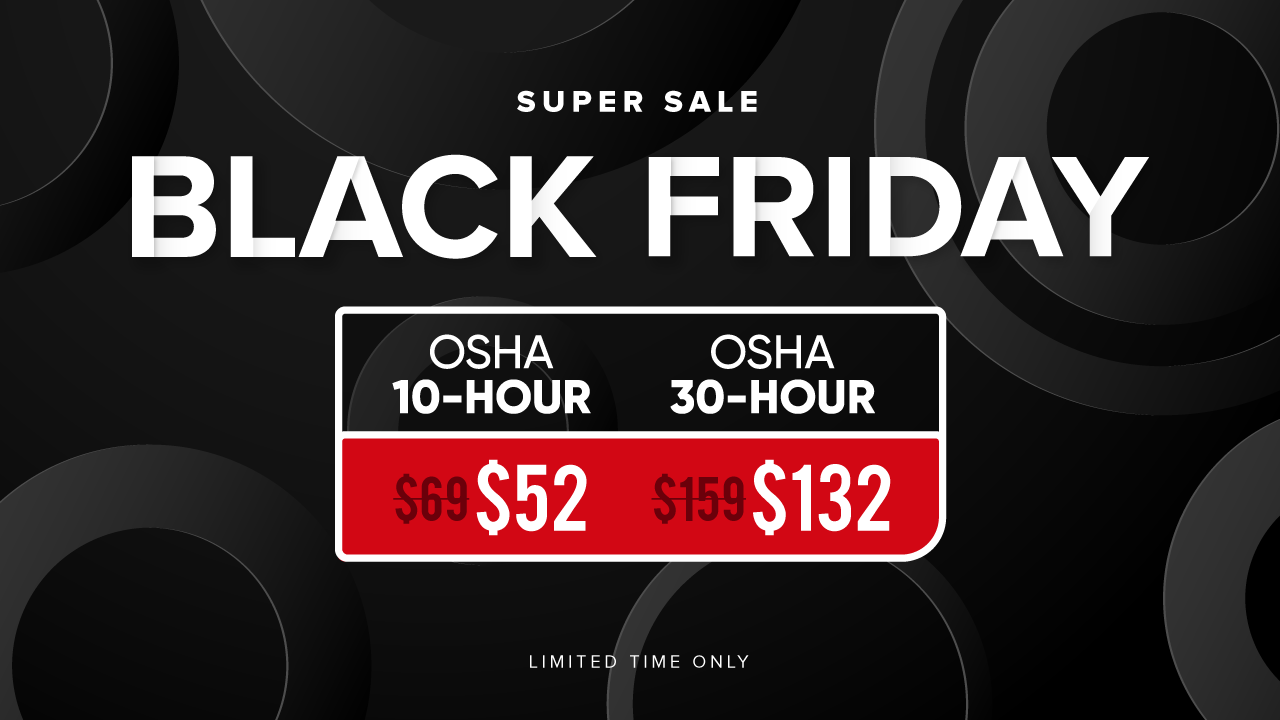 SUPER SALE
BLACK FRIDAY
OSHA
10-HOUR
OSHA
30-HOUR
$69 $52
$159 $132
LIMITED TIME ONLY